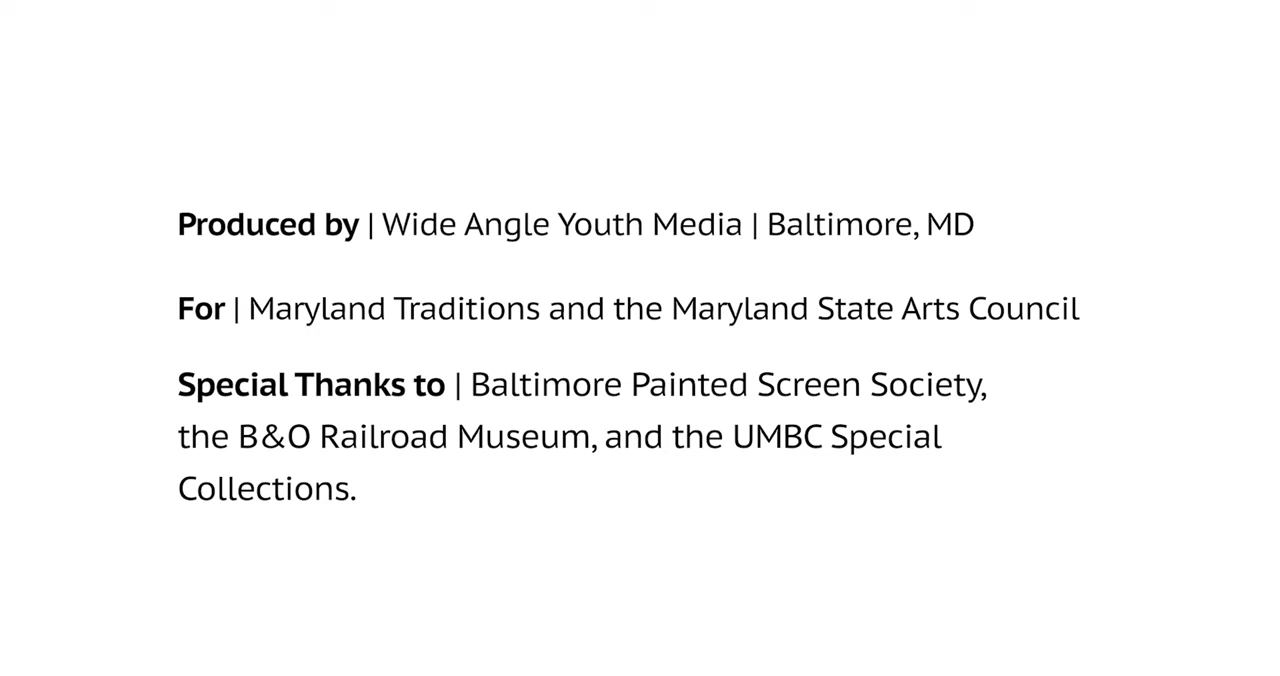 Produced by | Wide Angle Youth Media | Baltimore, MD
For | Maryland Traditions and the Maryland State Arts Council
Special Thanks to | Baltimore Painted Screen Society,
the B&O Railroad Museum, and the UMBC Special
Collections.